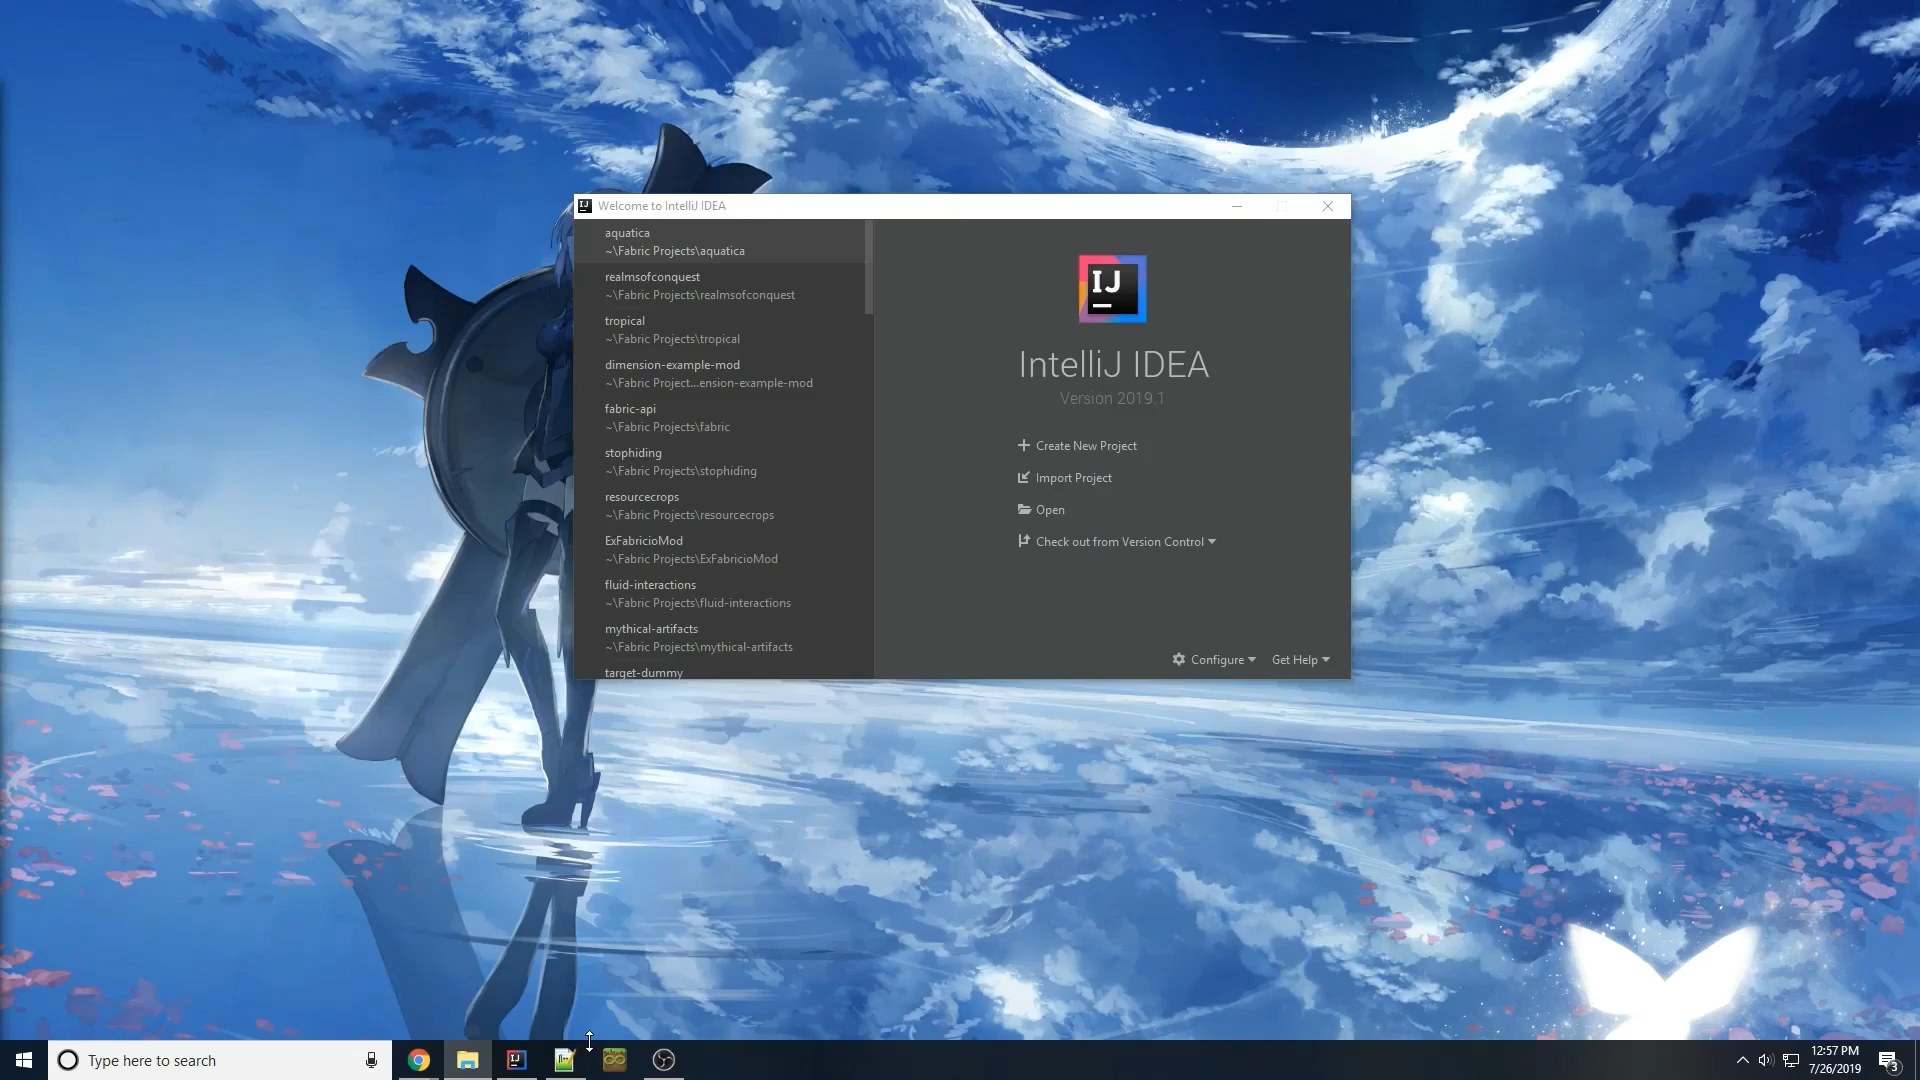 Welcome to IntelliJ IDEA
aquatica
~\Fabric Projects\aquatica
realmsofconquest
~\Fabric Projects\realmsofconquest
tropical
~\Fabric Projects\tropical
dimension-example-mod
~\Fabric Project...ension-example-mod
fabric-api
~\Fabric Projects\fabric
stophiding
~\Fabric Projects\stophiding
resourcecrops
~\Fabric Projects\resourcecrops
ExFabricioMod
~\Fabric Projects\ExFabricioMod
fluid-interactions
~\Fabric Projects\fluid-interactions
mythical-artifacts
~\Fabric Projects\mythical-artifacts
target-dummy
IJ
IntelliJ IDEA
Version 2019.1
Create New Project
Import Project
Open
Check out from Version Control
Configure
Get Help
Type here to search
12:57 PM
7/26/2019
3